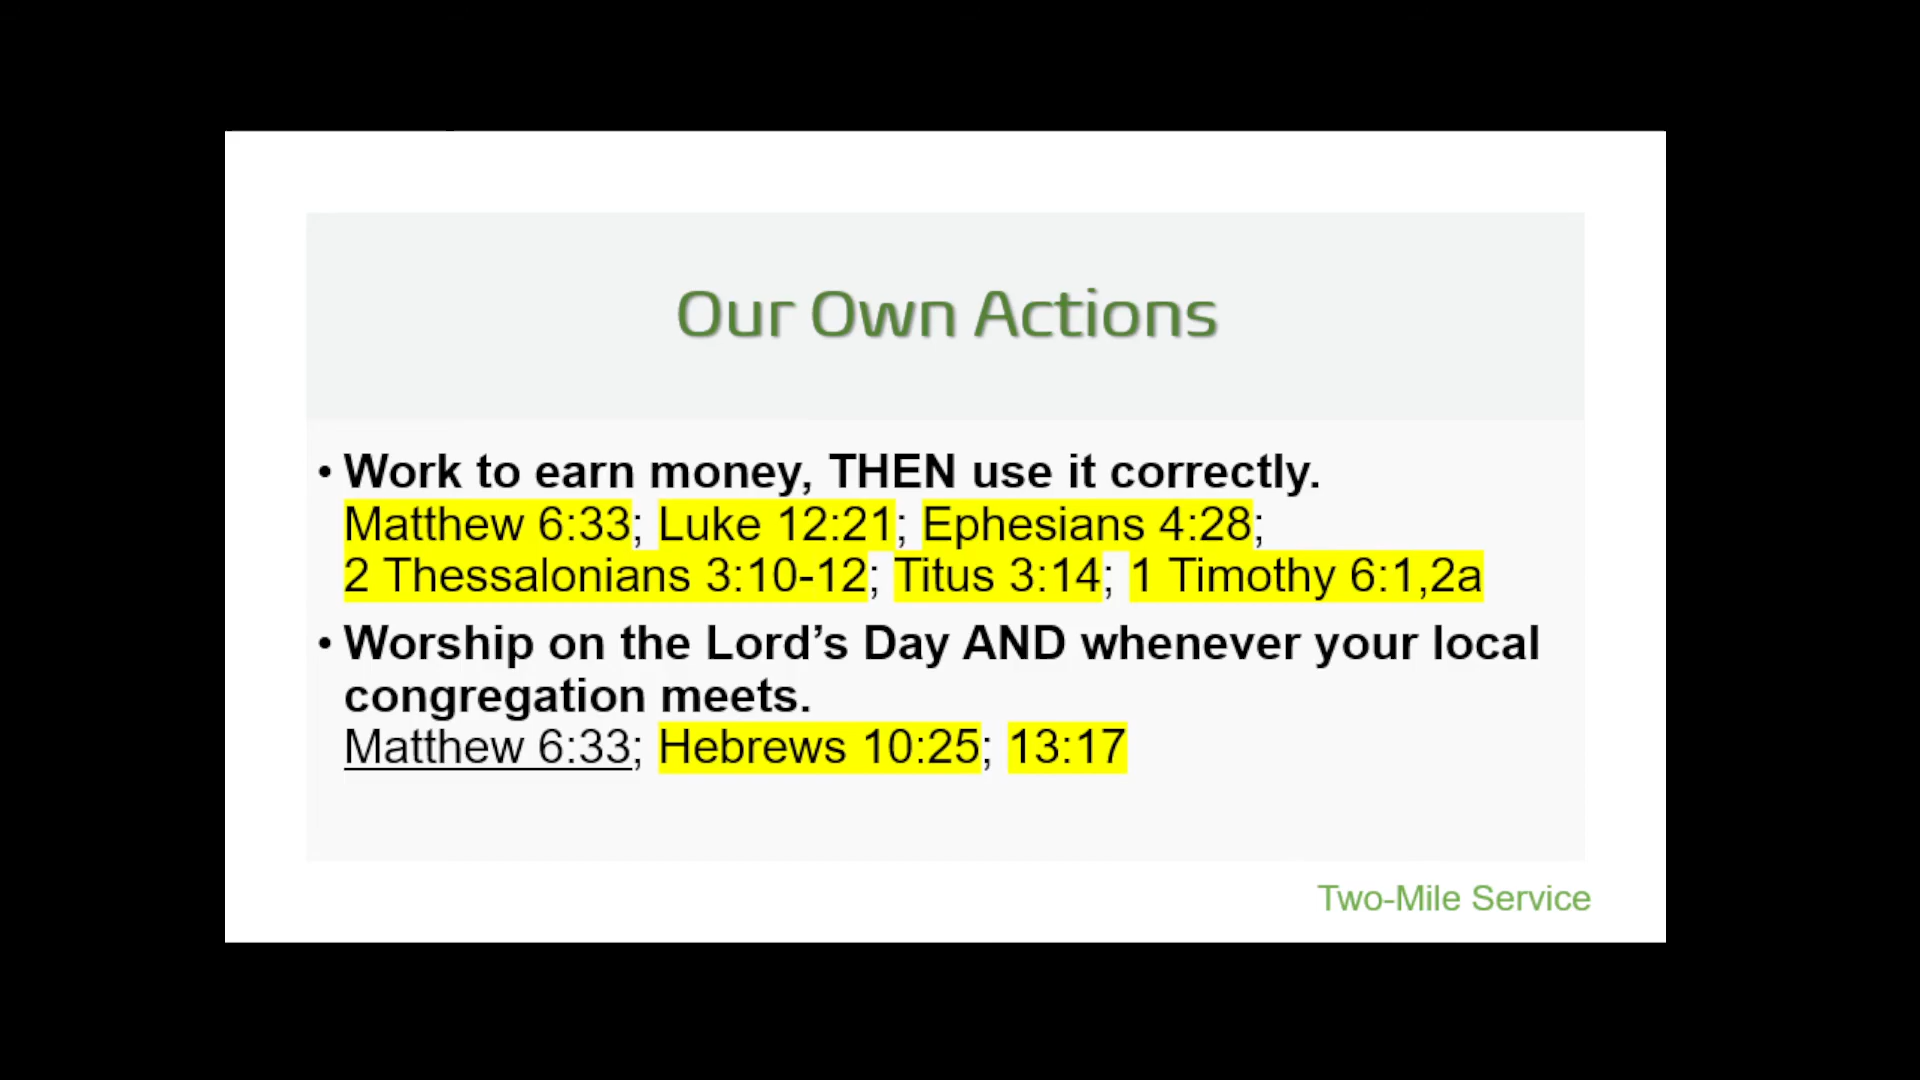 Our Own Actions
• Work to earn money, THEN use it correctly.
Matthew 6:33; Luke 12:21; Ephesians 4:28;
2 Thessalonians 3:10-12; Titus 3:14; 1 Timothy 6:1,2a
• Worship on the Lord’s Day AND whenever your local
congregation meets.
Matthew 6:33; Hebrews 10:25; 13:17
Two-Mile Service